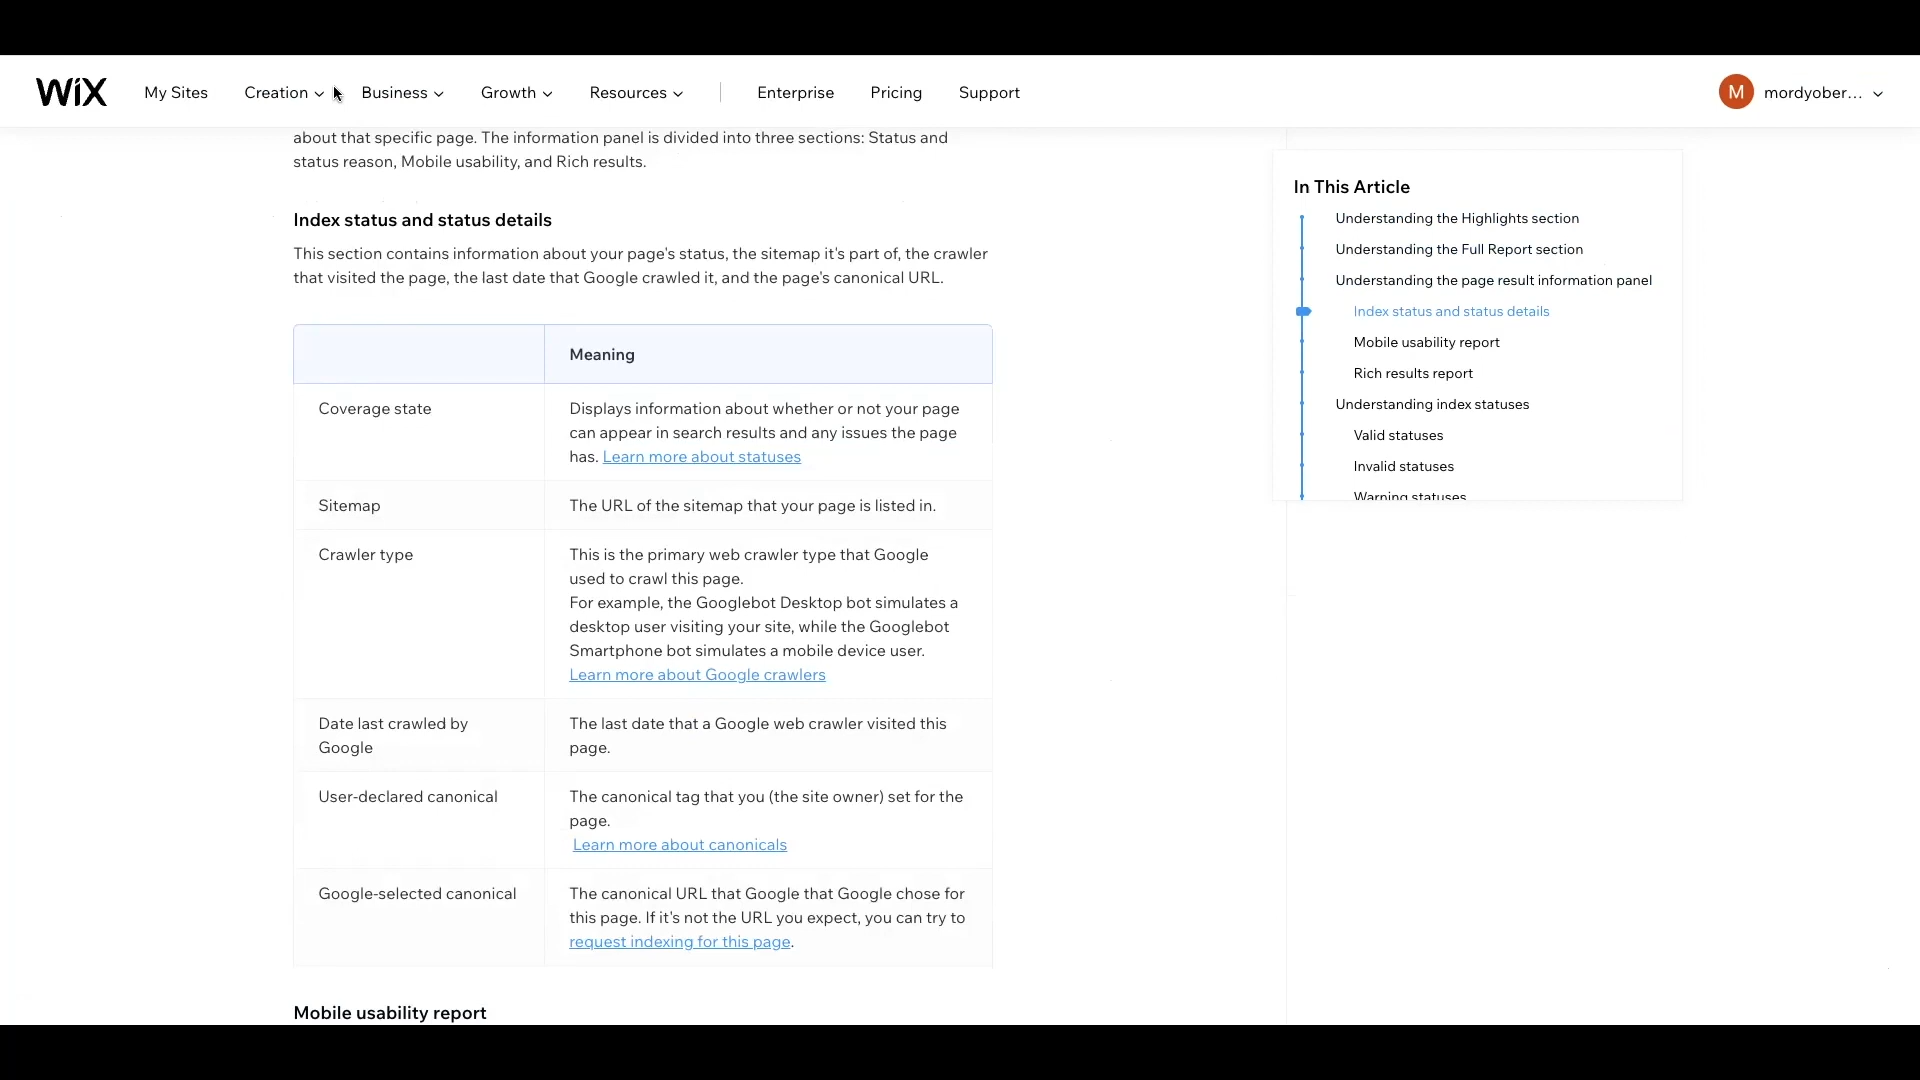 WiX
My Sites
Creation
Business
Growth
Resources
Enterprise
Pricing
Support
M
mordyober...
about that specific page. The information panel is divided into three sections: Status and
status reason, Mobile usability, and Rich results.
Index status and status details
This section contains information about your page's status, the sitemap it's part of, the crawler
that visited the page, the last date that Google crawled it, and the page's canonical URL.
Meaning
Coverage state
Displays information about whether or not your page
can appear in search results and any issues the page
has. Learn more about statuses
Sitemap
The URL of the sitemap that your page is listed in.
Crawler type
This is the primary web crawler type that Google
used to crawl this page.
For example, the Googlebot Desktop bot simulates a
desktop user visiting your site, while the Googlebot
Smartphone bot simulates a mobile device user.
Learn more about Google crawlers
Date last crawled by
Google
The last date that a Google web crawler visited this
page.
User-declared canonical
The canonical tag that you (the site owner) set for the
page.
Learn more about canonicals
Google-selected canonical
The canonical URL that Google that Google chose for
this page. If it's not the URL you expect, you can try to
request indexing for this page.
Mobile usability report
In This Article
Understanding the Highlights section
Understanding the Full Report section
Understanding the page result information panel
Index status and status details
Mobile usability report
Rich results report
Understanding index statuses
Valid statuses
Invalid statuses
Warning statuses